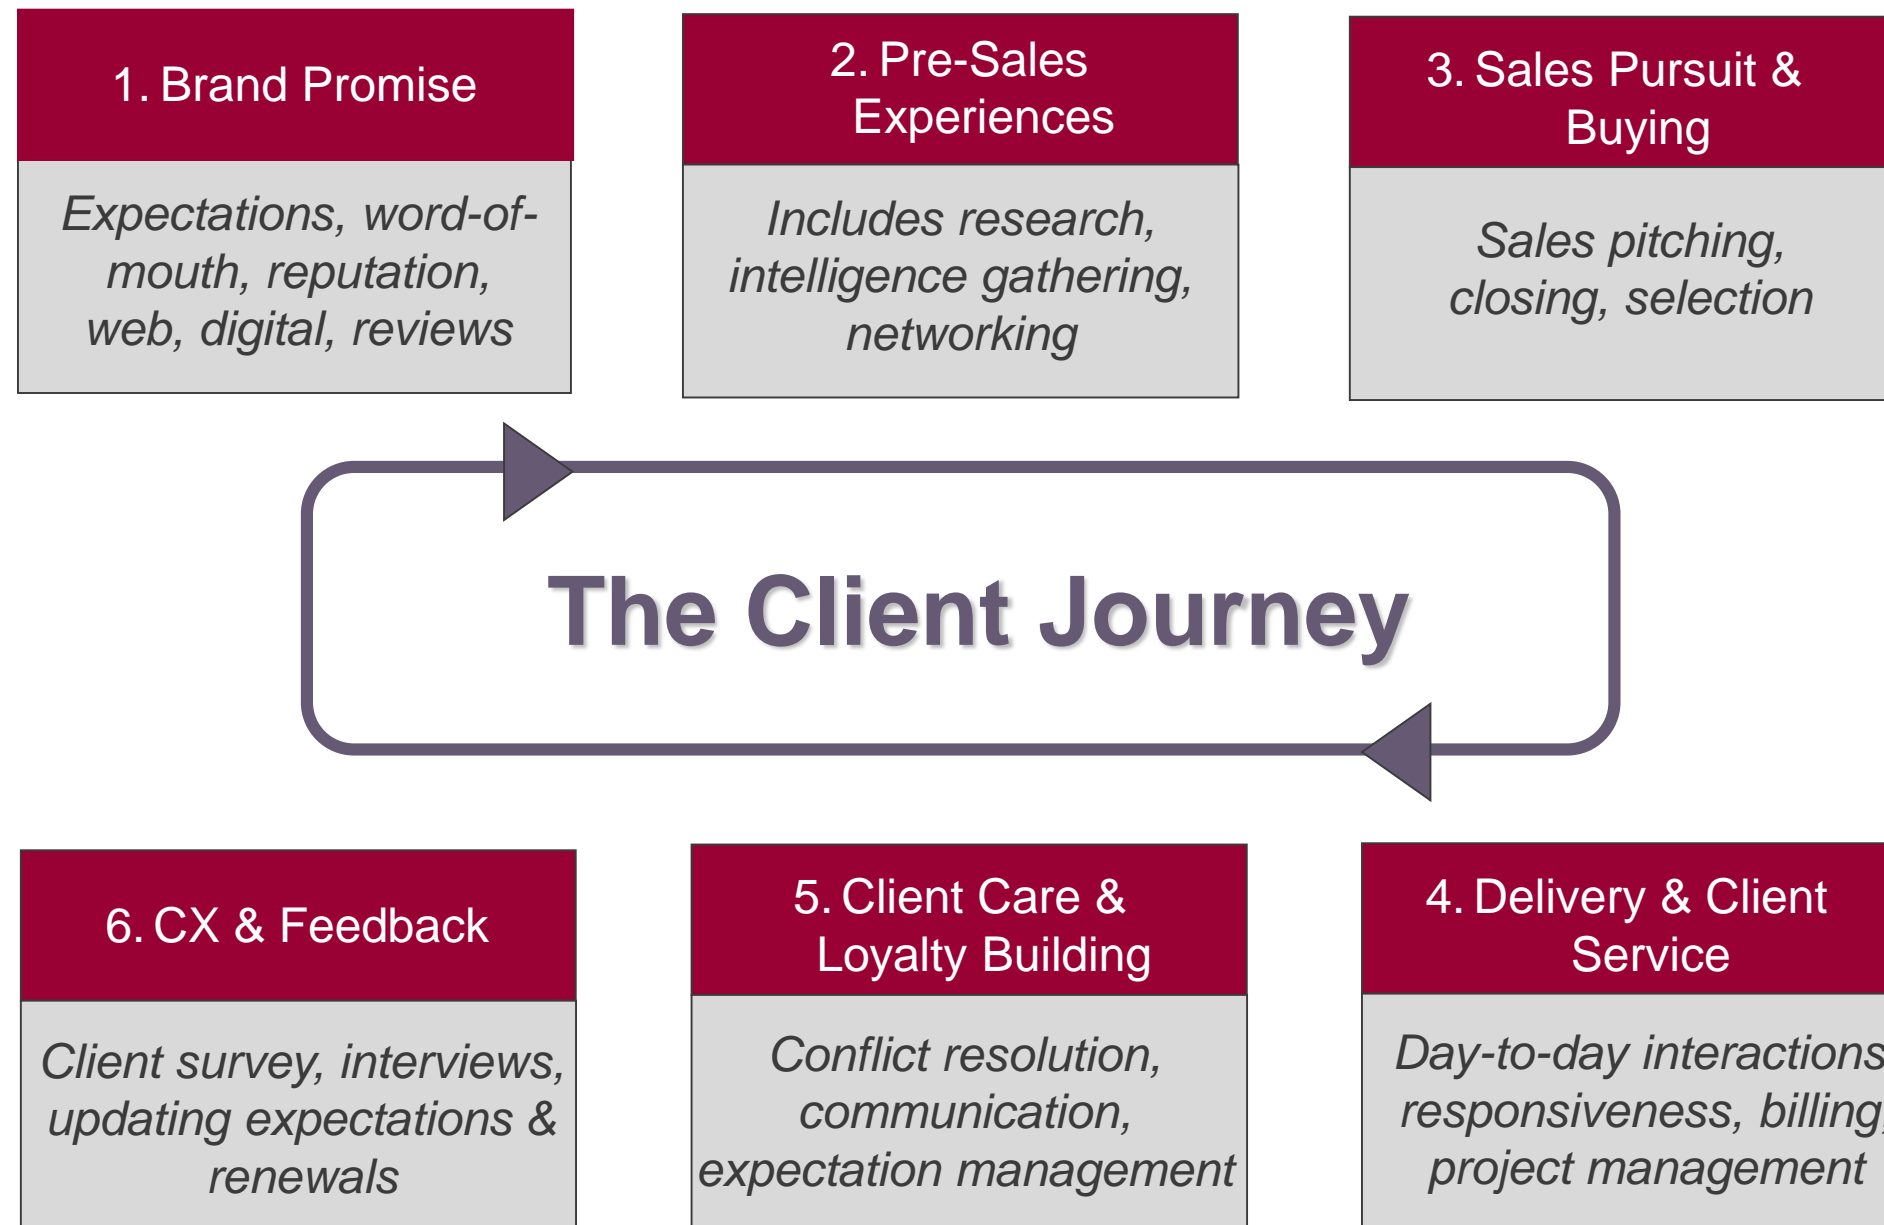 1. Brand Promise
Expectations, word-of-
mouth, reputation,
web, digital, reviews
2. Pre-Sales
Experiences
Includes research,
intelligence gathering,
networking
3. Sales Pursuit &
Buying
Sales pitching,
closing, selection
The Client Journey
6. CX & Feedback
Client survey, interviews,
updating expectations &
renewals
5. Client Care &
Loyalty Building
Conflict resolution,
communication,
expectation management
4. Delivery & Client
Service
Day-to-day interactions
responsiveness, billing,
project management